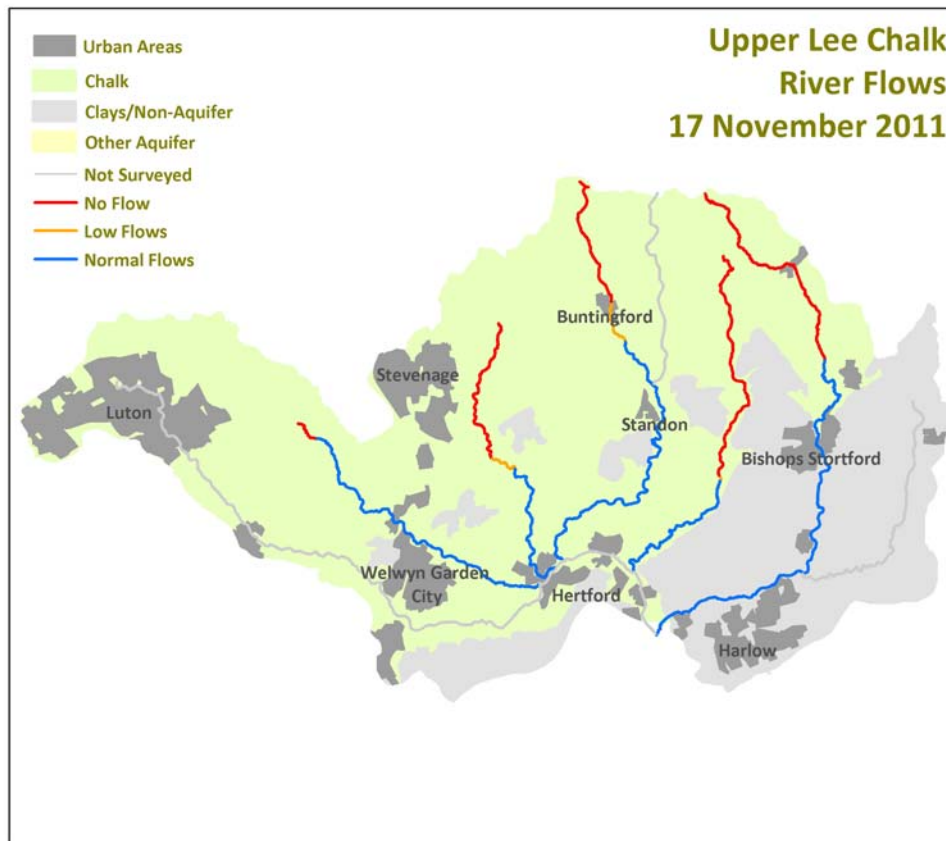 Upper Lee Chalk
River Flows
17 November 2011
Urban Areas
Chalk
Clays/Non-Aquifer
Other Aquifer
Not Surveyed
No Flow
Low Flows
Normal Flows
Buntingford
Stevenage
Luton
Standon
Bishops Stortford
Welwyn Garden
City
Hertford
Harlow